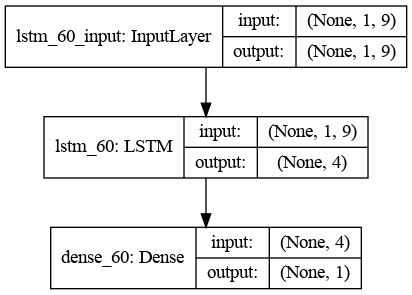 lstm_60_input: InputLayer
input: (None, 1, 9)
output: (None, 1, 9)
lstm_60: LSTM
input: (None, 1, 9)
output: (None, 4)
dense_60: Dense
input: (None, 4)
output: (None, 1)